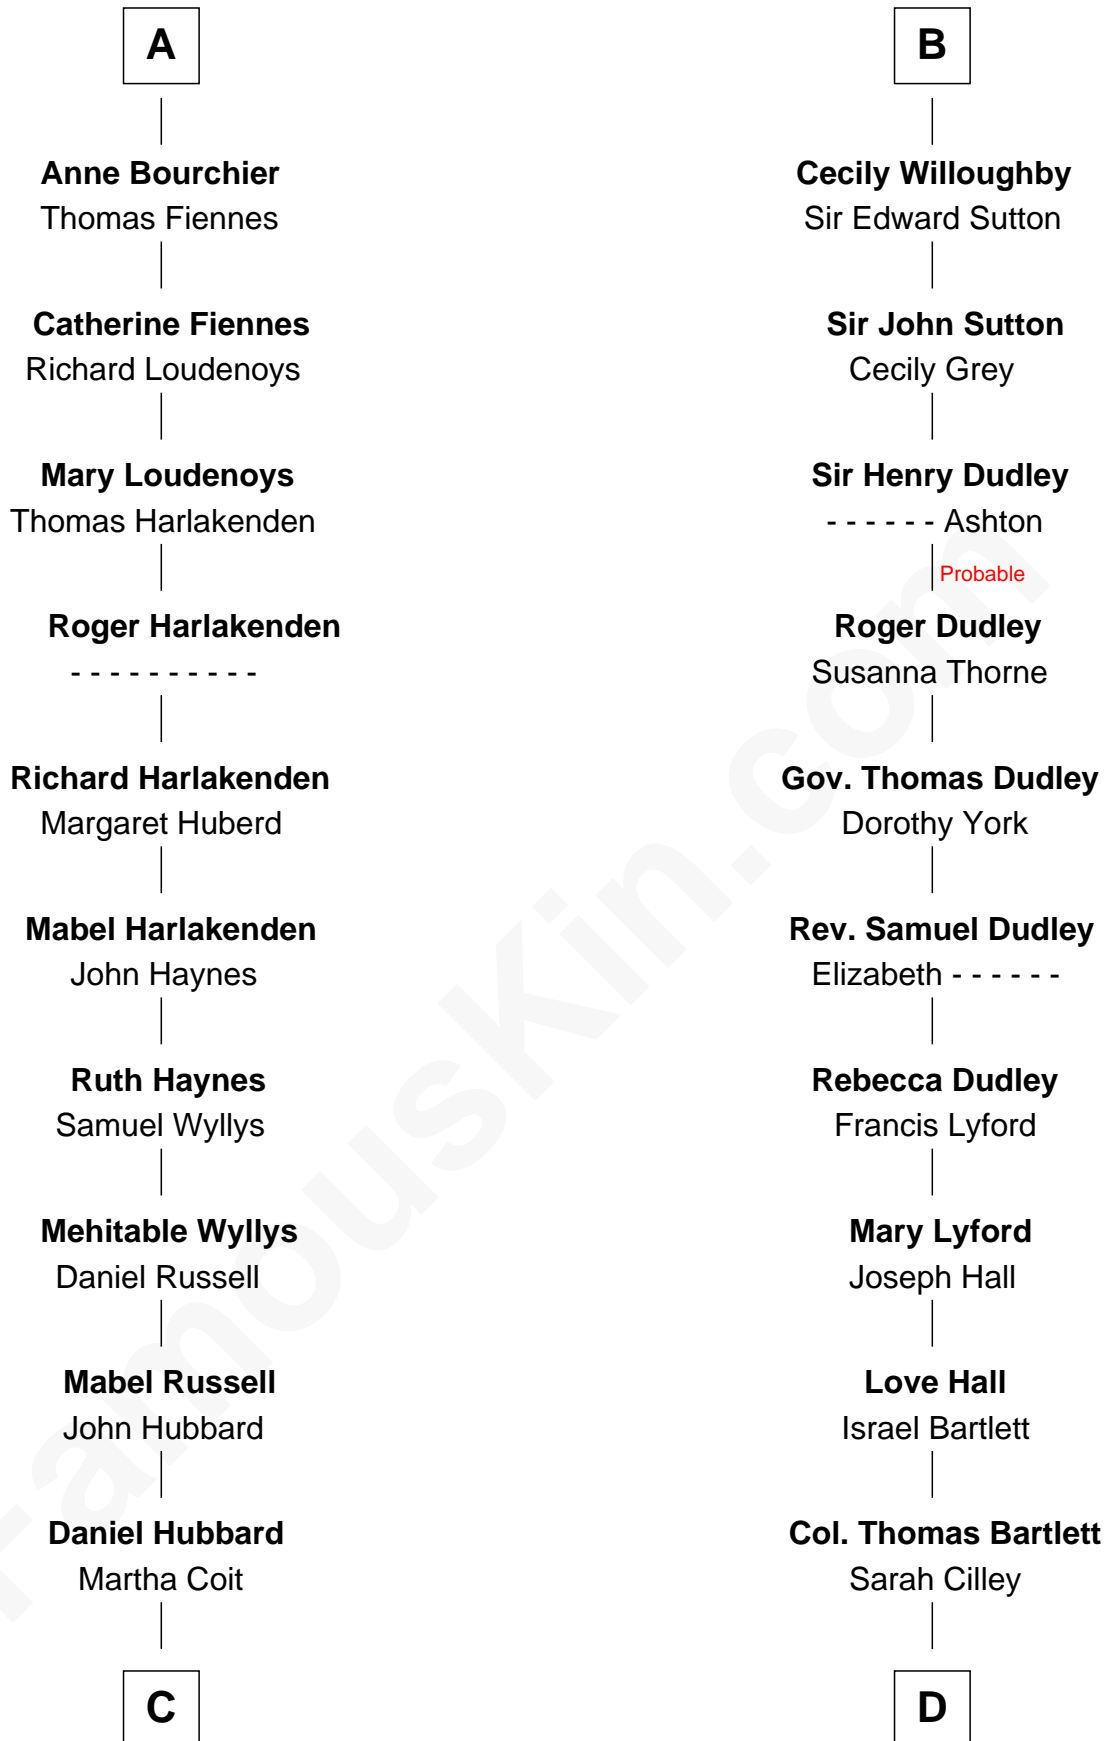 A
Anne Bourchier
Thomas Fiennes
Catherine Fiennes
Richard Loudenoys
Mary Loudenoys
Thomas Harlakenden
Roger Harlakenden
- - - - - - - - - -
Richard Harlakenden
Margaret Huberd
Mabel Harlakenden
John Haynes
Ruth Haynes
Samuel Wyllys
Mehitable Wyllys
Daniel Russell
Mabel Russell
John Hubbard
Daniel Hubbard
Martha Coit
C
B
Cecily Willoughby
Sir Edward Sutton
Sir John Sutton
Cecily Grey
Sir Henry Dudley
- - - - - - Ashton
Probable
Roger Dudley
Susanna Thorne
Gov. Thomas Dudley
Dorothy York
Rev. Samuel Dudley
Elizabeth - - - - - -
Rebecca Dudley
Francis Lyford
Mary Lyford
Joseph Hall
Love Hall
Israel Bartlett
Col. Thomas Bartlett
Sarah Cilley
D
FamousKin.com